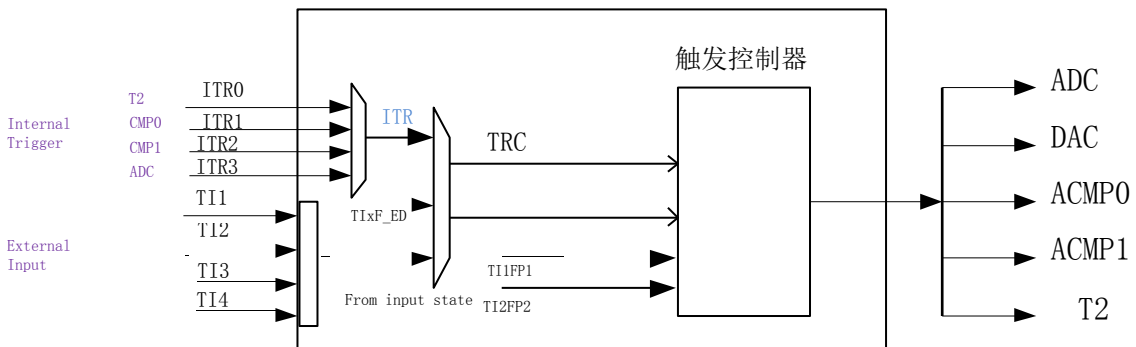 触发控制器
T2
ITR0
ADC
Internal
Trigger
CMP0
ITR1
ITR
CMP1
ITR2
TRC
DAC
ADC
ITR3
TI1
TIxF_ED
ACMP0
TI2
External
Input
TI3
TI1FP1
ACMP1
TI4
From input state
TI2FP2
T2